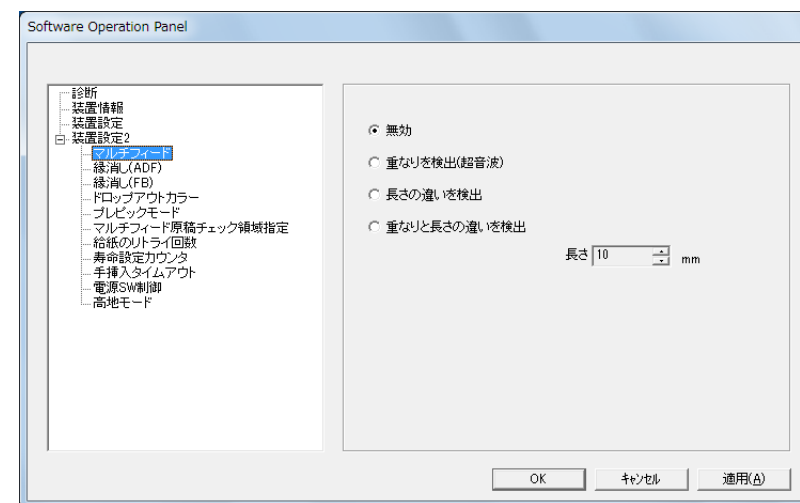 Software Operation Panel
診断
装置情報
装置設定
装置設定2
マルチフィード
縁消し(ADF)
縁消し(FB)
ドロップアウトカラー
プレピックモード
マルチフィード原稿チェック領域指定
給紙のリトライ回数
寿命設定カウンタ
手挿入タイムアウト
電源SW制御
高地モード
無効
重なりを検出(超音波)
長さの違いを検出
重なりと長さの違いを検出
長さ 10 mm
OK キャンセル 適用(A)